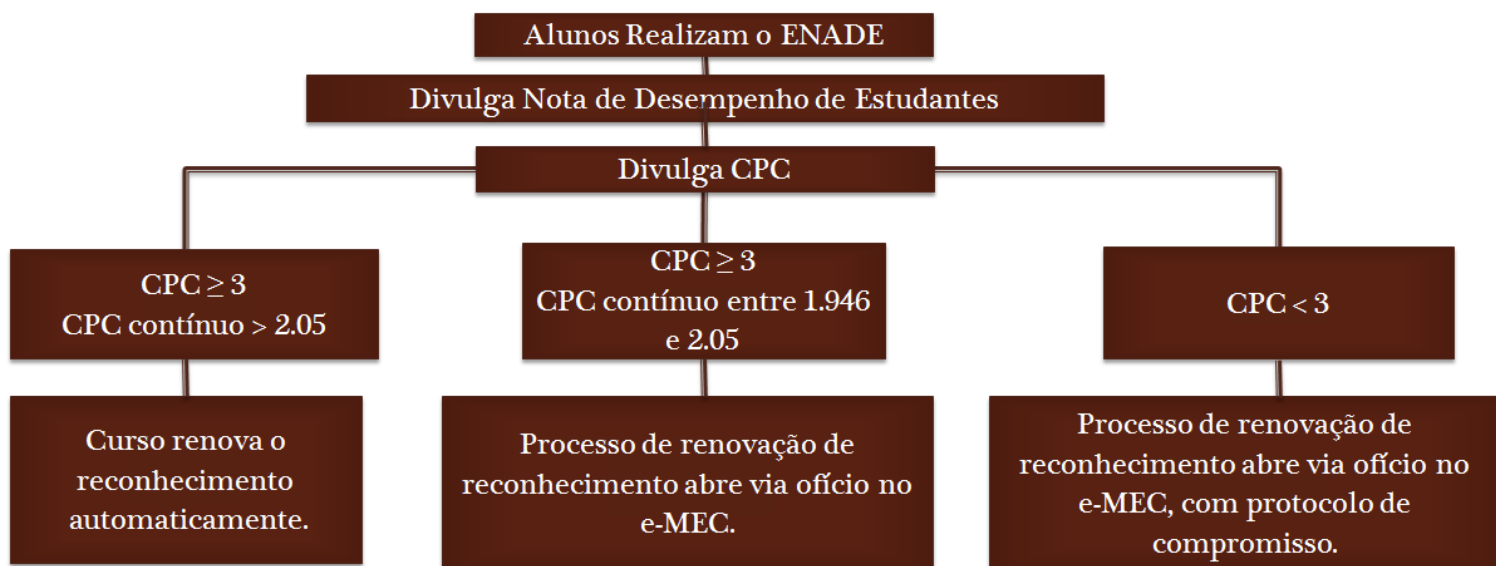 Alunos Realizam o ENADE
Divulga Nota de Desempenho de Estudantes
Divulga CPC
CPC ≥ 3
CPC contínuo > 2.05
CPC ≥ 3
CPC contínuo entre 1.946
e 2.05
CPC < 3
Curso renova o
reconhecimento
automaticamente.
Processo de renovação de
reconhecimento abre via ofício no
e-MEC.
Processo de renovação de
reconhecimento abre via ofício no
e-MEC, com protocolo de
compromisso.